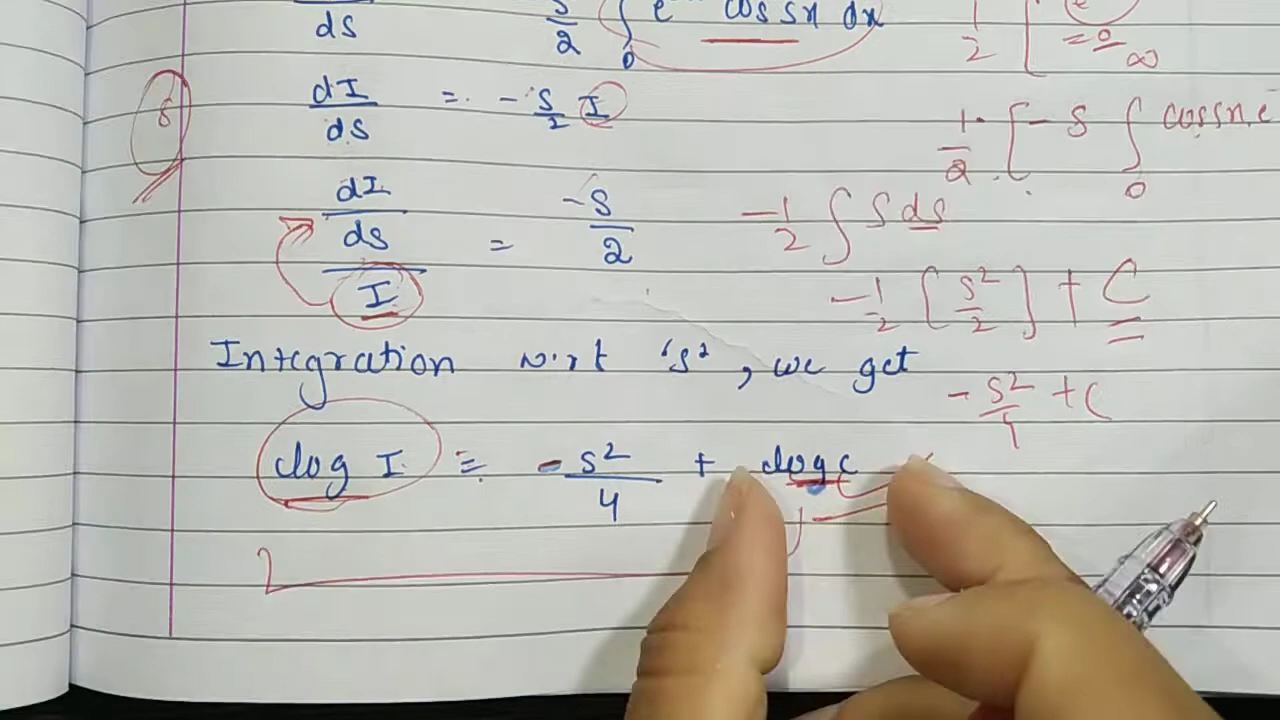 ds s/2 ∫ e cos sx dx
0
1/2 [ e
= 0
∞
dI/ds = - s/2 I
1/2 · [ - s ∫ cos sx . e
0
dI/ds / I = -s/2
-1/2 ∫ s ds
-1/2 [ s²/2 ] + C
Integration w.r.t 's', we get
- s²/4 + C
log I = - s²/4 + log c